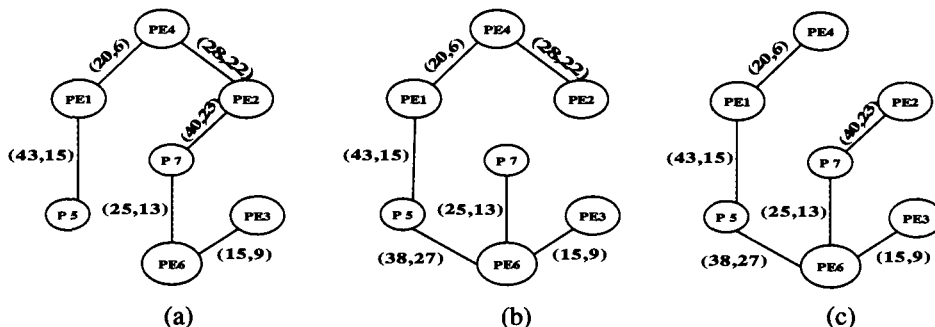 PE4
(20,6)
(28,22)
PE1
PE2
(40,23)
(43,15)
P 7
P 5
(25,13)
PE3
PE6
(15,9)
(a)
PE4
(20,6)
(28,22)
PE1
PE2
(43,15)
P 7
P 5
(25,13)
PE3
(38,27)
PE6
(15,9)
(b)
PE4
(20,6)
PE1
PE2
(40,23)
(43,15)
P 7
P 5
(25,13)
PE3
(38,27)
PE6
(15,9)
(c)